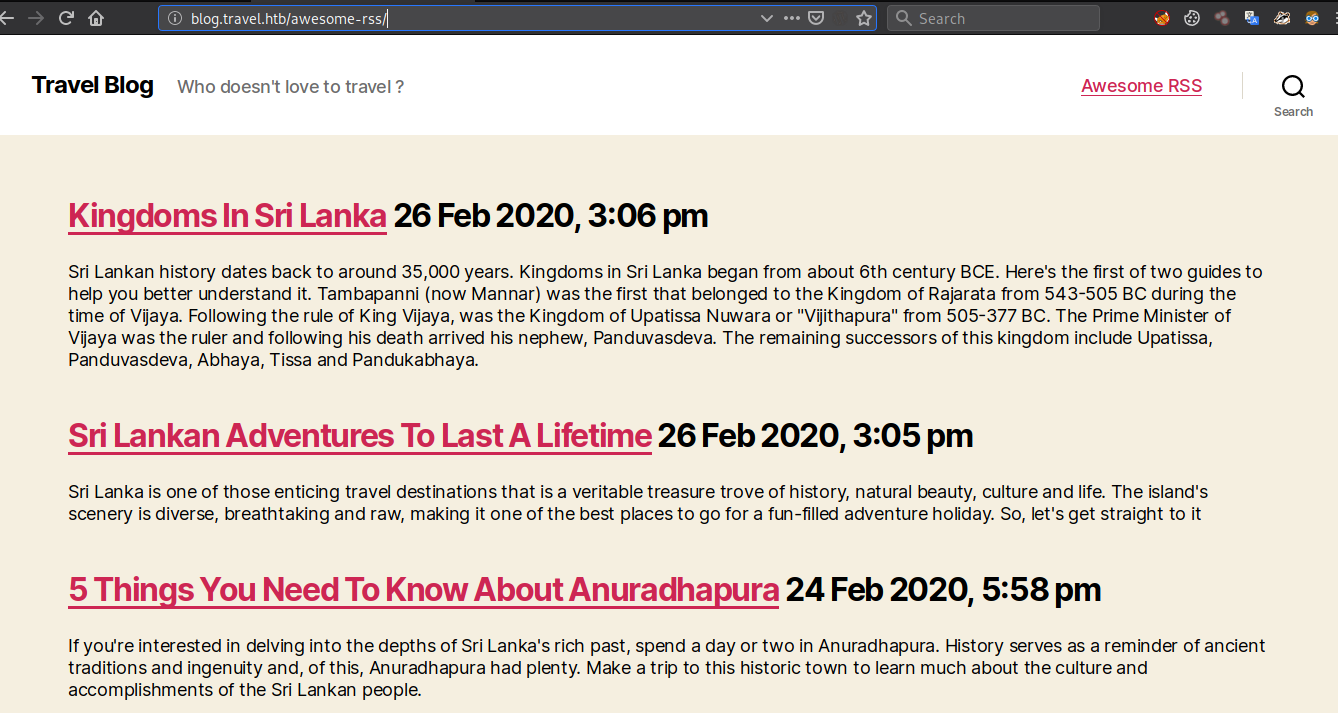 blog.travel.htb/awesome-rss/
Search
Travel Blog Who doesn't love to travel ?
Awesome RSS
Search
Kingdoms In Sri Lanka 26 Feb 2020, 3:06 pm
Sri Lankan history dates back to around 35,000 years. Kingdoms in Sri Lanka began from about 6th century BCE. Here's the first of two guides to
help you better understand it. Tambapanni (now Mannar) was the first that belonged to the Kingdom of Rajarata from 543-505 BC during the
time of Vijaya. Following the rule of King Vijaya, was the Kingdom of Upatissa Nuwara or "Vijithapura" from 505-377 BC. The Prime Minister of
Vijaya was the ruler and following his death arrived his nephew, Panduvasdeva. The remaining successors of this kingdom include Upatissa,
Panduvasdeva, Abhaya, Tissa and Pandukabhaya.
Sri Lankan Adventures To Last A Lifetime 26 Feb 2020, 3:05 pm
Sri Lanka is one of those enticing travel destinations that is a veritable treasure trove of history, natural beauty, culture and life. The island's
scenery is diverse, breathtaking and raw, making it one of the best places to go for a fun-filled adventure holiday. So, let's get straight to it
5 Things You Need To Know About Anuradhapura 24 Feb 2020, 5:58 pm
If you're interested in delving into the depths of Sri Lanka's rich past, spend a day or two in Anuradhapura. History serves as a reminder of ancient
traditions and ingenuity and, of this, Anuradhapura had plenty. Make a trip to this historic town to learn much about the culture and
accomplishments of the Sri Lankan people.